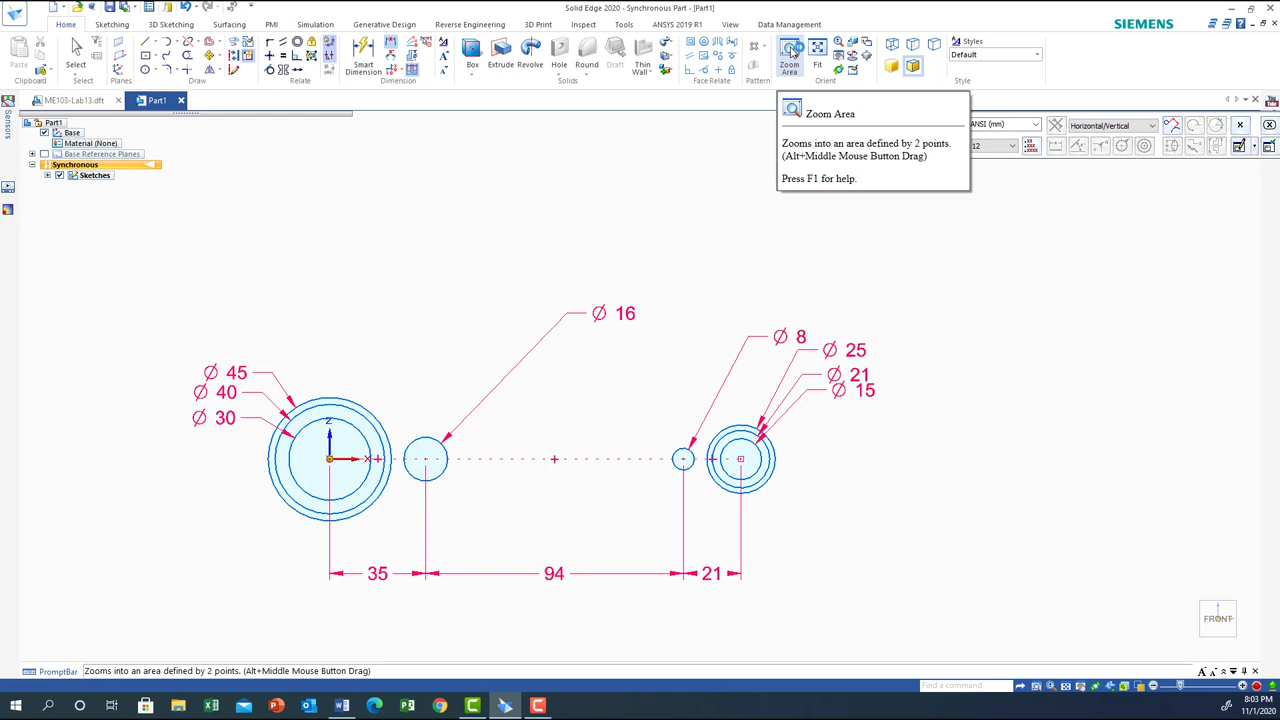 Solid Edge 2020 - Synchronous Part - [Part1]
Home Sketching 3D Sketching Surfacing PMI Simulation Generative Design Reverse Engineering 3D Print Inspect Tools ANSYS 2019 R1 View Data Management
SIEMENS
Paste
Select
Smart Dimension
Box
Extrude
Revolve
Hole
Round
Draft
Thin Wall
Zoom Area
Fit
Styles
Default
Clipboard Select Planes Draw Relate Dimension Solids Face Relate Pattern Orient Style
ME103-Lab13.dft
Part1
YouTube
Sensors
Part1
Base
Material (None)
Base Reference Planes
Synchronous
Sketches
Zoom Area
Zooms into an area defined by 2 points.
(Alt+Middle Mouse Button Drag)
Press F1 for help.
ANSI (mm)
Horizontal/Vertical
12
Ø 16
Ø 8
Ø 25
Ø 21
Ø 15
Ø 45
Ø 40
Ø 30
Z
X
35
94
21
FRONT
PromptBar
Zooms into an area defined by 2 points. (Alt+Middle Mouse Button Drag)
Find a command
8:03 PM
11/1/2020